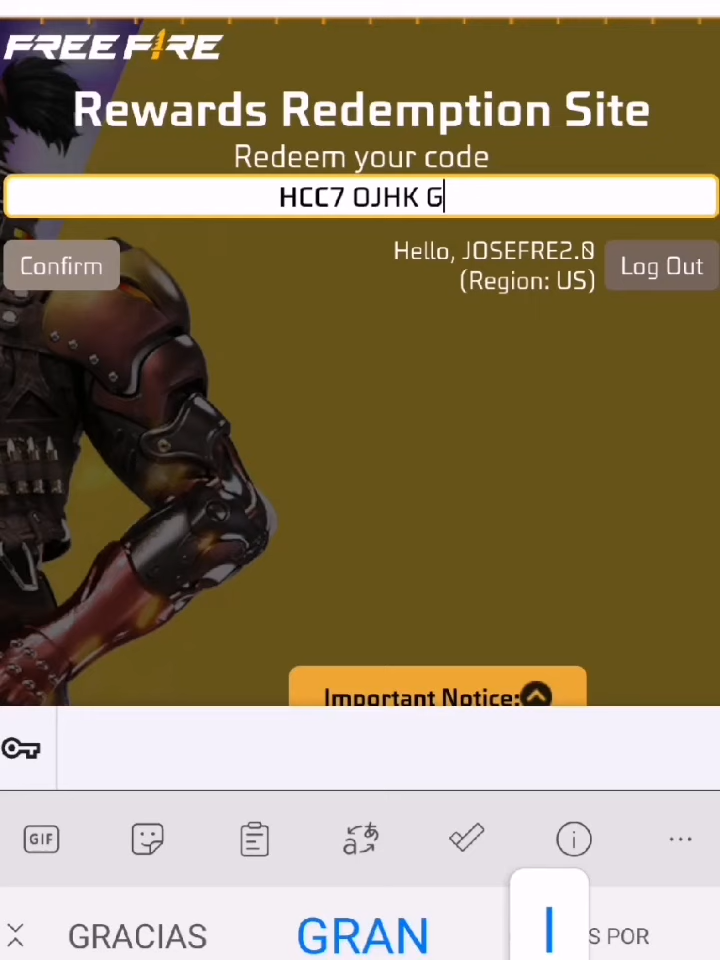 FREE FIRE
Rewards Redemption Site
Redeem your code
HCC7 OJHK G
Confirm
Hello, JOSEFRE2.0
(Region: US)
Log Out
Important Notice:
GIF
GRACIAS
GRAN
I
S POR